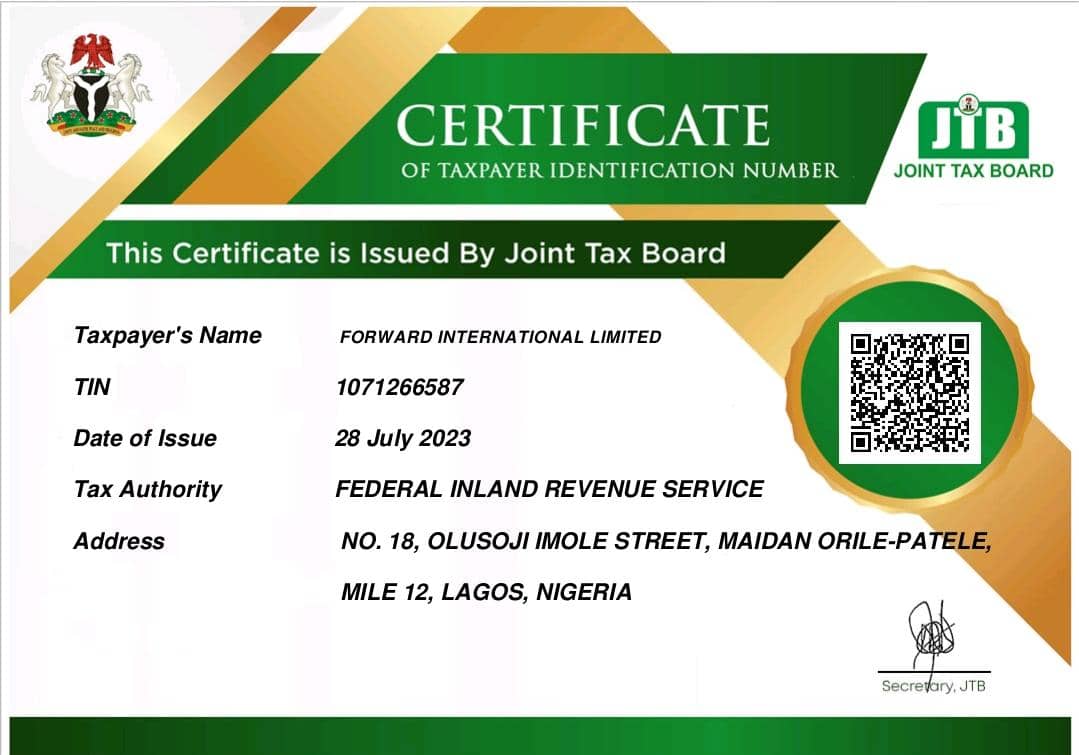 CERTIFICATE
OF TAXPAYER IDENTIFICATION NUMBER
JTB
JOINT TAX BOARD
This Certificate is Issued By Joint Tax Board
Taxpayer's Name FORWARD INTERNATIONAL LIMITED
TIN 1071266587
Date of Issue 28 July 2023
Tax Authority FEDERAL INLAND REVENUE SERVICE
Address NO. 18, OLUSOJI IMOLE STREET, MAIDAN ORILE-PATELE,
MILE 12, LAGOS, NIGERIA
Secretary, JTB